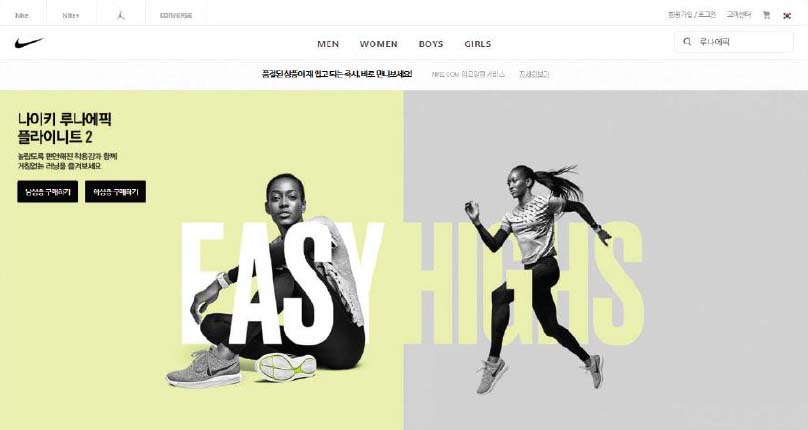 Nike
Nike+
CONVERSE
회원가입 / 로그인
고객센터
MEN
WOMEN
BOYS
GIRLS
루나에픽
품절된 상품이 재 입고 되는 즉시, 바로 만나보세요!
NIKE.COM 입고알림 서비스
자세히보기
나이키 루나에픽
플라이니트 2
놀랍도록 편안해진 착용감과 함께
거침없는 러닝을 즐겨보세요
남성용 구매하기
여성용 구매하기
EASY HIGHS